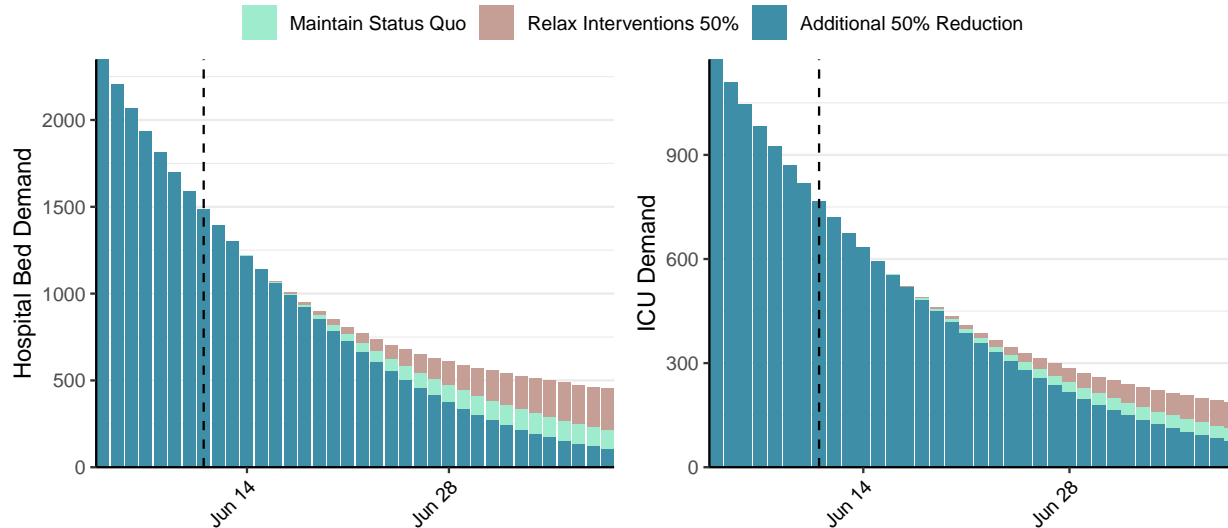 Maintain Status Quo Relax Interventions 50% Additional 50% Reduction
Hospital Bed Demand
2000
1500
1000
500
0
Jun 14
Jun 28
ICU Demand
900
600
300
0
Jun 14
Jun 28